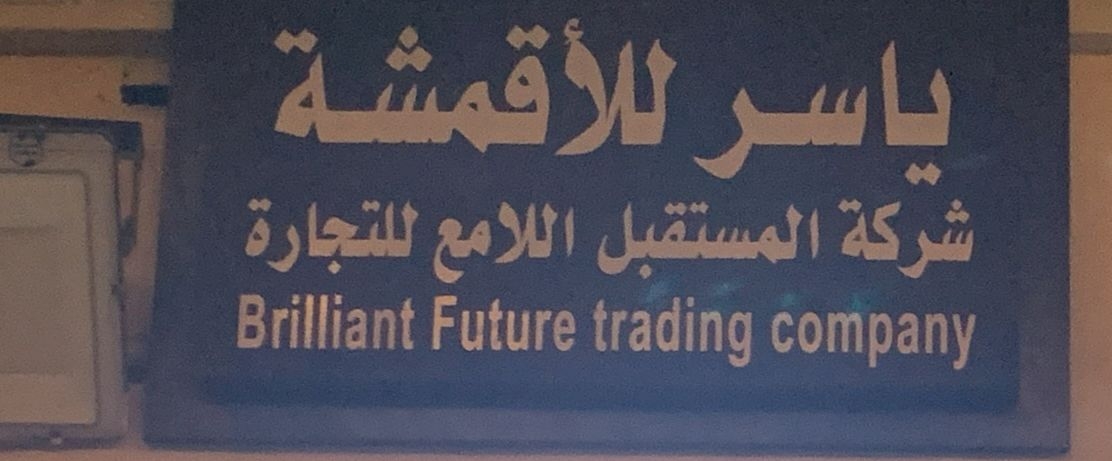 ياسر للأقمشة
شركة المستقبل اللامع للتجارة
Brilliant Future trading company